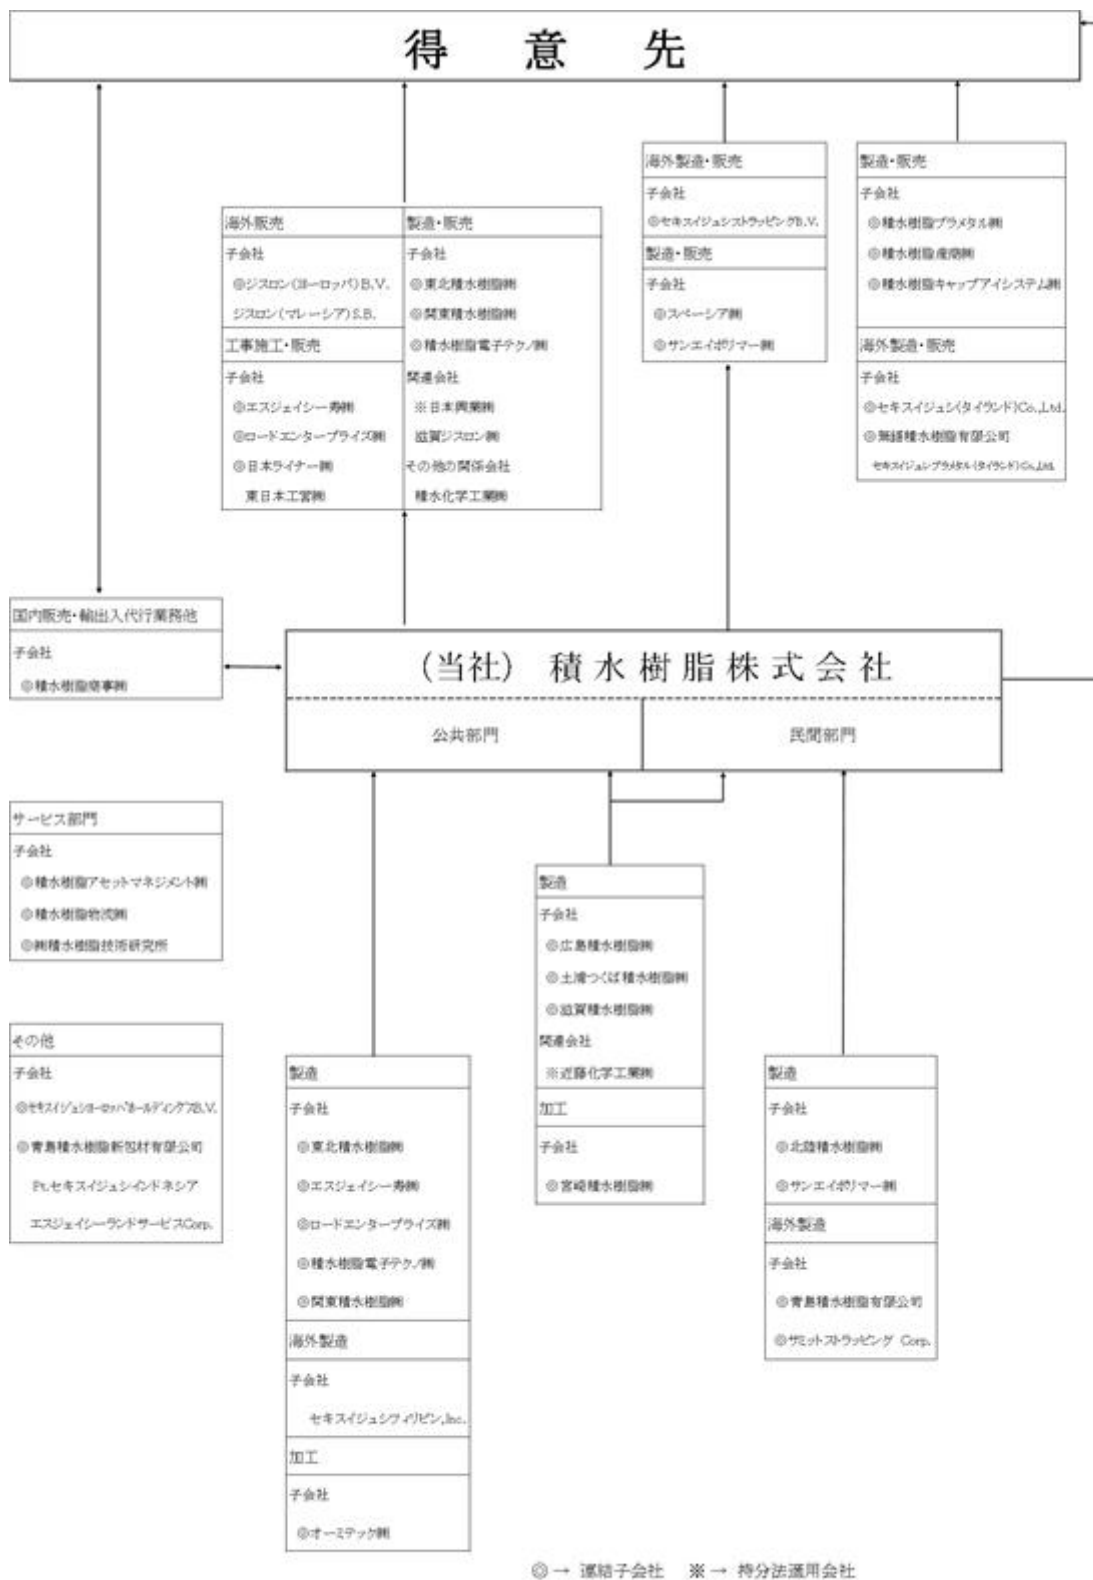 得意先
海外販売
子会社
◎ジスロン(ヨーロッパ)B.V.
ジスロン(マレーシア)S.B.
工事施工・販売
子会社
◎エスジェイシー寿㈱
◎ロードエンタープライズ㈱
◎日本ライナー㈱
東日本工営㈱
製造・販売
子会社
◎東北積水樹脂㈱
◎関東積水樹脂㈱
◎積水樹脂電子テクノ㈱
関連会社
※日本興業㈱
滋賀ジスロン㈱
その他の関係会社
積水化学工業㈱
海外製造・販売
子会社
◎セキスイジュシストラッピングB.V.
製造・販売
子会社
◎スペーシア㈱
◎サンエイポリマー㈱
製造・販売
子会社
◎積水樹脂プラメタル㈱
◎積水樹脂産商㈱
◎積水樹脂キャップアイシステム㈱
海外製造・販売
子会社
◎セキスイジュシ(タイランド)Co.,Ltd.
◎無錫積水樹脂有限公司
セキスイジュシプラメタル(タイランド)Co.,Ltd.
国内販売・輸出入代行業務他
子会社
◎積水樹脂商事㈱
(当社) 積水樹脂株式会社
公共部門
民間部門
サービス部門
子会社
◎積水樹脂アセットマネジメント㈱
◎積水樹脂物流㈱
◎㈱積水樹脂技術研究所
その他
子会社
◎セキスイジュシヨーロッパホールディングスB.V.
◎青島積水樹脂新包材有限公司
Pt.セキスイジュシインドネシア
エスジェイシーランドサービスCorp.
製造
子会社
◎東北積水樹脂㈱
◎エスジェイシー寿㈱
◎ロードエンタープライズ㈱
◎積水樹脂電子テクノ㈱
◎関東積水樹脂㈱
海外製造
子会社
セキスイジュシフィリピン,Inc.
加工
子会社
◎オーミテック㈱
製造
子会社
◎広島積水樹脂㈱
◎土浦つくば積水樹脂㈱
◎滋賀積水樹脂㈱
関連会社
※近藤化学工業㈱
加工
子会社
◎宮崎積水樹脂㈱
製造
子会社
◎北陸積水樹脂㈱
◎サンエイポリマー㈱
海外製造
子会社
◎青島積水樹脂有限公司
◎サミットストラッピング Corp.
◎→ 連結子会社 ※→ 持分法適用会社